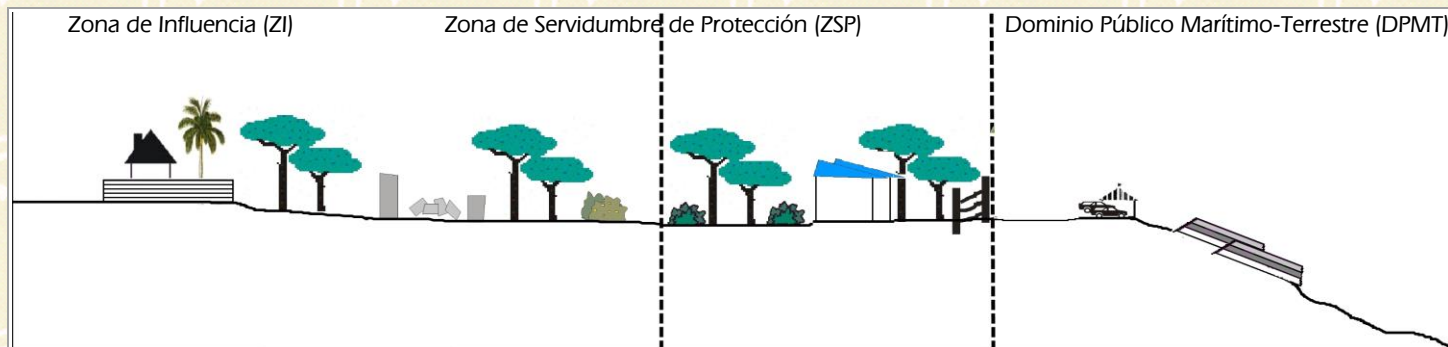 Zona de Influencia (ZI) Zona de Servidumbre de Protección (ZSP) Dominio Público Marítimo-Terrestre (DPMT)